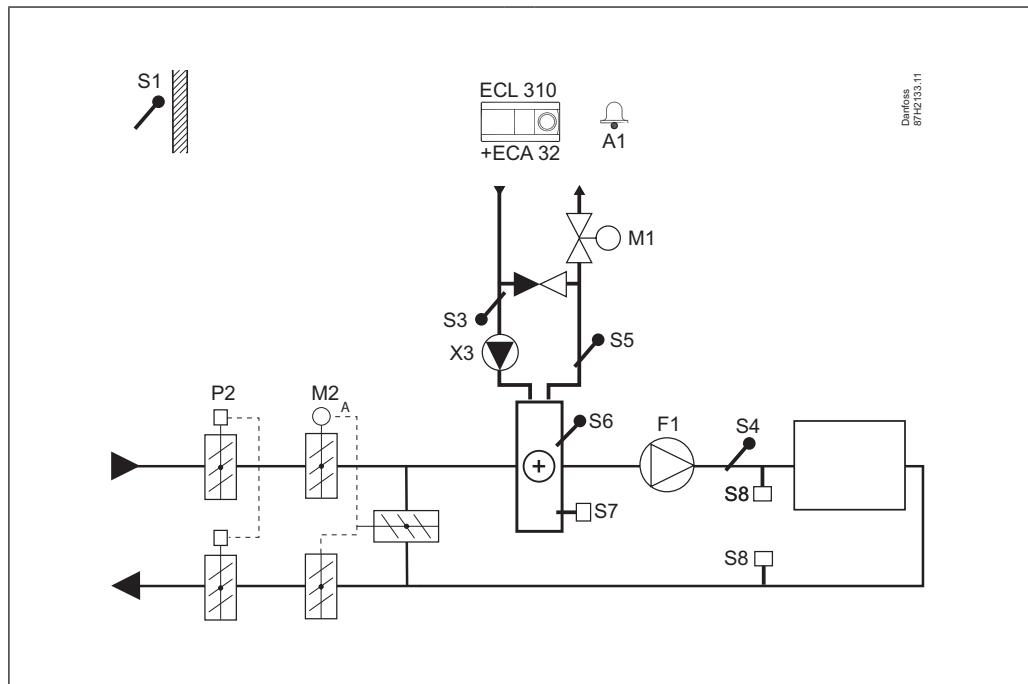 S1
ECL 310
+ECA 32
A1
Danfoss
87H2133.11
M1
S3
S5
X3
P2
M2
A
S6
F1
S4
S8
S7
S8